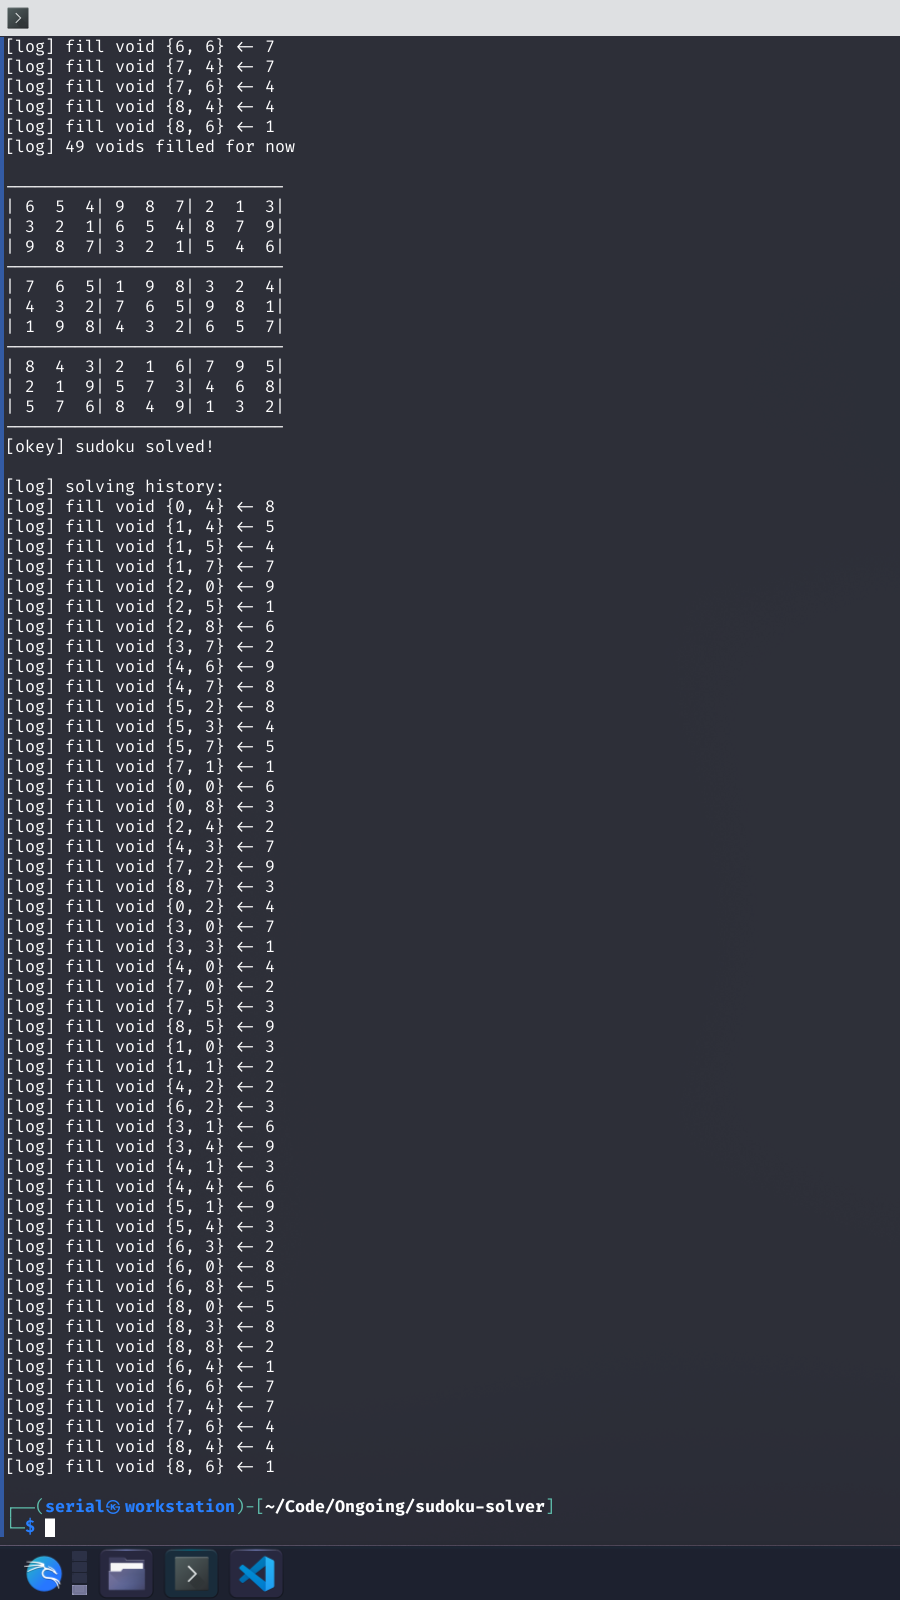 [log] fill void {6, 6} ← 7
[log] fill void {7, 4} ← 7
[log] fill void {7, 6} ← 4
[log] fill void {8, 4} ← 4
[log] fill void {8, 6} ← 1
[log] 49 voids filled for now
| 6 5 4| 9 8 7| 2 1 3|
| 3 2 1| 6 5 4| 8 7 9|
| 9 8 7| 3 2 1| 5 4 6|
| 7 6 5| 1 9 8| 3 2 4|
| 4 3 2| 7 6 5| 9 8 1|
| 1 9 8| 4 3 2| 6 5 7|
| 8 4 3| 2 1 6| 7 9 5|
| 2 1 9| 5 7 3| 4 6 8|
| 5 7 6| 8 4 9| 1 3 2|
[okey] sudoku solved!
[log] solving history:
[log] fill void {0, 4} ← 8
[log] fill void {1, 4} ← 5
[log] fill void {1, 5} ← 4
[log] fill void {1, 7} ← 7
[log] fill void {2, 0} ← 9
[log] fill void {2, 5} ← 1
[log] fill void {2, 8} ← 6
[log] fill void {3, 7} ← 2
[log] fill void {4, 6} ← 9
[log] fill void {4, 7} ← 8
[log] fill void {5, 2} ← 8
[log] fill void {5, 3} ← 4
[log] fill void {5, 7} ← 5
[log] fill void {7, 1} ← 1
[log] fill void {0, 0} ← 6
[log] fill void {0, 8} ← 3
[log] fill void {2, 4} ← 2
[log] fill void {4, 3} ← 7
[log] fill void {7, 2} ← 9
[log] fill void {8, 7} ← 3
[log] fill void {0, 2} ← 4
[log] fill void {3, 0} ← 7
[log] fill void {3, 3} ← 1
[log] fill void {4, 0} ← 4
[log] fill void {7, 0} ← 2
[log] fill void {7, 5} ← 3
[log] fill void {8, 5} ← 9
[log] fill void {1, 0} ← 3
[log] fill void {1, 1} ← 2
[log] fill void {4, 2} ← 2
[log] fill void {6, 2} ← 3
[log] fill void {3, 1} ← 6
[log] fill void {3, 4} ← 9
[log] fill void {4, 1} ← 3
[log] fill void {4, 4} ← 6
[log] fill void {5, 1} ← 9
[log] fill void {5, 4} ← 3
[log] fill void {6, 3} ← 2
[log] fill void {6, 0} ← 8
[log] fill void {6, 8} ← 5
[log] fill void {8, 0} ← 5
[log] fill void {8, 3} ← 8
[log] fill void {8, 8} ← 2
[log] fill void {6, 4} ← 1
[log] fill void {6, 6} ← 7
[log] fill void {7, 4} ← 7
[log] fill void {7, 6} ← 4
[log] fill void {8, 4} ← 4
[log] fill void {8, 6} ← 1
┌──(serial㉿workstation)-[~/Code/Ongoing/sudoku-solver]
└─$